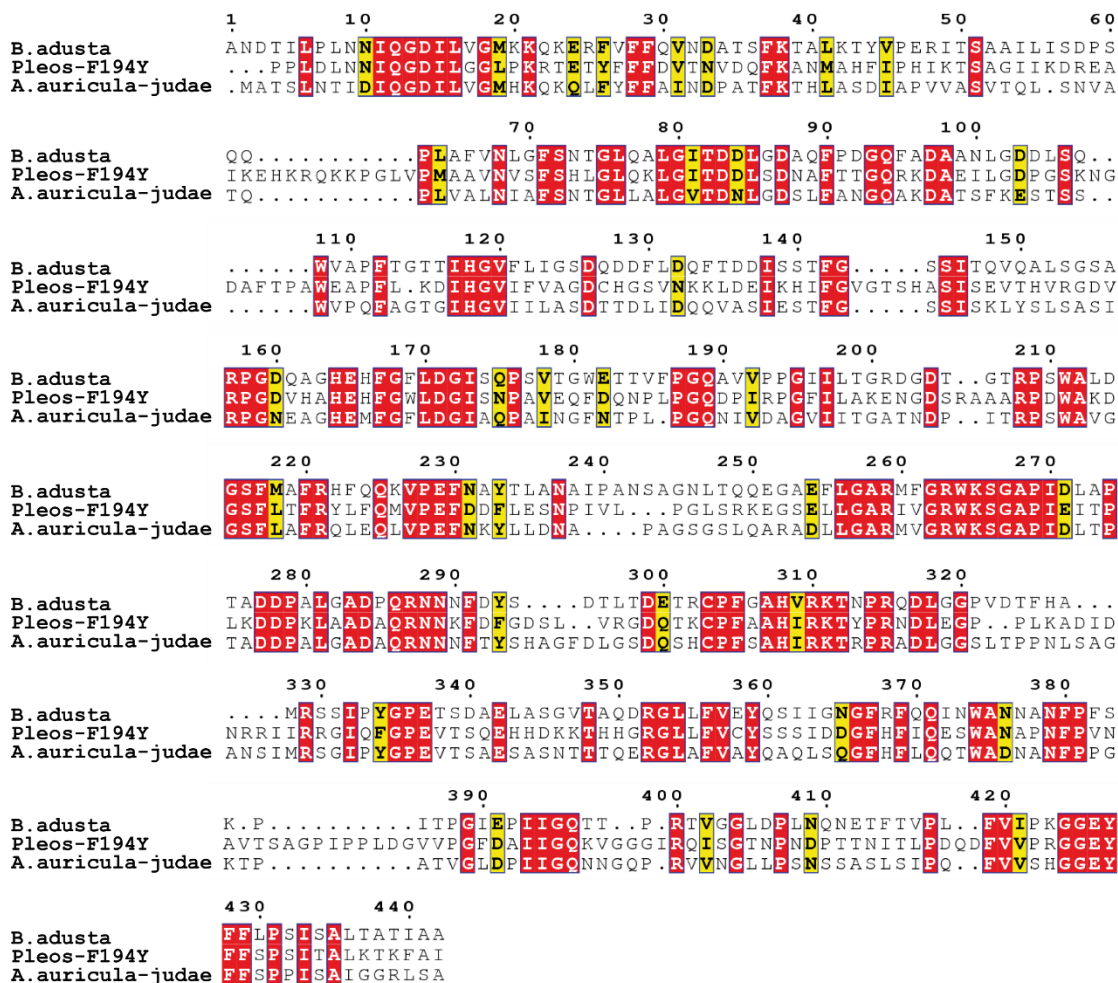 1 10 20 30 40 50 60
B.adusta ANDTILPLNNIQGDILVGMKKQKERFVFFQVNDATSFKTALKTYVPERITSAAILISDPS
Pleos-F194Y ...PPLDLNNIQGDILGGLPKRTETYFFFDVTNVDQFKANMAHFIPHIKTSAGIIKDREA
A.auricula-judae .MATSLNTIDIQGDILVGMHKQKQLFYFFAINDPATFKTHLASDIAPVVASVTQL.SNVA
70 80 90 100
B.adusta QQ...........PLAFVNLGFSNTGLQALGITDDLGDAQFPDGQFADAANLGDDLSQ..
Pleos-F194Y IKEHKRQKKPGLVPMAAVNVSFSHLGLQKLGITDDLSDNAFTTGQRKDAEILGDPGSKNG
A.auricula-judae TQ...........PLVALNIAFSNTGLLALGVTDNLGDSLFANGQAKDATSFKESTSS..
110 120 130 140 150
B.adusta ......WVAPFTGTTIHGVFLIGSDQDDFLDQFTDDISSTFG.....SSITQVQALSGSA
Pleos-F194Y DAFTPAWEAPFL.KDIHGVIFVAGDCHGSVNKKLDEIKHIFGVGTSHASISEVTHVRGDV
A.auricula-judae ......WVPQFAGTGIHGVIILASDTTDLIDQQVASIESTFG.....SSISKLYSLSASI
160 170 180 190 200 210
B.adusta RPGDQAGHEHFGFLDGISQPSVTGWETTVFPGQAVVPPGIILTGRDGDT..GTRPSWALD
Pleos-F194Y RPGDVHAHEHFGWLDGISNPAVEQFDQNPLPGQDPIRPGFILAKENGDSRAAARPDWAKD
A.auricula-judae RPGNEAGHEMFGFLDGIAQPAINGFNTPL.PGQNIVDAGVIITGATNDP..ITRPSWAVG
220 230 240 250 260 270
B.adusta GSFMAFRHFQQKVPEFNAYTLANAIPANSAGNLTQQEGAEFLGARMFGRWKSGAPIDLAP
Pleos-F194Y GSFLTFRYLFQMVPEFDDFLESNPIVL..PGLSRKEGSELLGARIVGRWKSGAPIEITP
A.auricula-judae GSFLAFRQLEQLVPEFNKYLLDNA....PAGSGSLQARADLLGARMVGRWKSGAPIDLTP
280 290 300 310 320
B.adusta TADDPALGADPQRNNNFDYS....DTLTDETRCPFGAHVRKTNPRQDLGGPVDTFHA...
Pleos-F194Y LKDDPKLAADAQRNNKFDFGDSL..VRGDQTKCPFAAHIRKTYPRNDLEGP..PLKADID
A.auricula-judae TADDPALGADAQRNNNFTYSHAGFDLGSDQSHCPFSAHIRKTRPRADLGGSLTPPNLSAG
330 340 350 360 370 380
B.adusta ....MRSSIPYGPETSDAELASGVTAQDRGLLFVEYQSIIGNGFRFQQINWANNANFPFS
Pleos-F194Y NRRIIRRGIQFGPEVTSQEHHDKKTHHGRGLLFVCYSSSIDDGFHFIQESWANAPNFPVN
A.auricula-judae ANSIMRSGIPYGPEVTSAESASNTTTQERGLAFVAYQAQLSQGFHFLQQTWADNANFPPG
390 400 410 420
B.adusta K.P..........ITPGIEPIIGQTT..P.RTVGGLDPLNQNETFTVPL..FVIPKGGEY
Pleos-F194Y AVTSAGPIPPLDGVVPGFDAIIGQKVGGGIRQISGTNPNDPTTNITLPDQDFVVPRGGEY
A.auricula-judae KTP..........ATVGLDPIIGQNNGQP.RVVNGLLPSNSSASLSIPQ..FVVSHGGEY
430 440
B.adusta FFLPSISALTATIAA
Pleos-F194Y FFSPSITALKTKFAI
A.auricula-judae FFSPPISAIGGRLSA